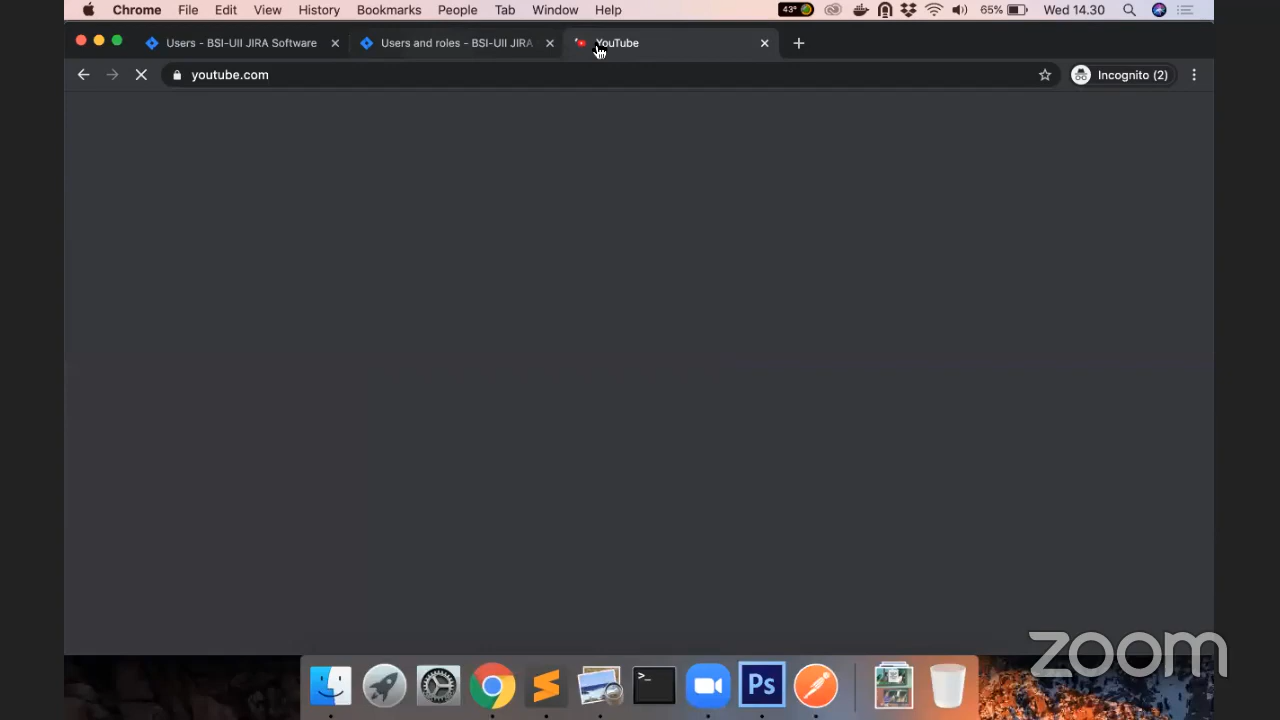 Chrome File Edit View History Bookmarks People Tab Window Help 43° 65% Wed 14.30
Users - BSI-UII JIRA Software Users and roles - BSI-UII JIRA YouTube
youtube.com Incognito (2)
zoom
>_ Ps